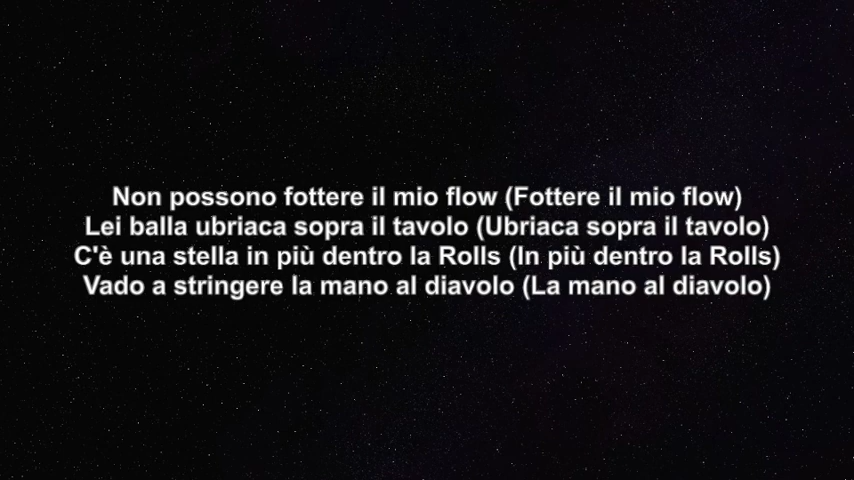 Non possono fottere il mio flow (Fottere il mio flow)
Lei balla ubriaca sopra il tavolo (Ubriaca sopra il tavolo)
C'è una stella in più dentro la Rolls (In più dentro la Rolls)
Vado a stringere la mano al diavolo (La mano al diavolo)